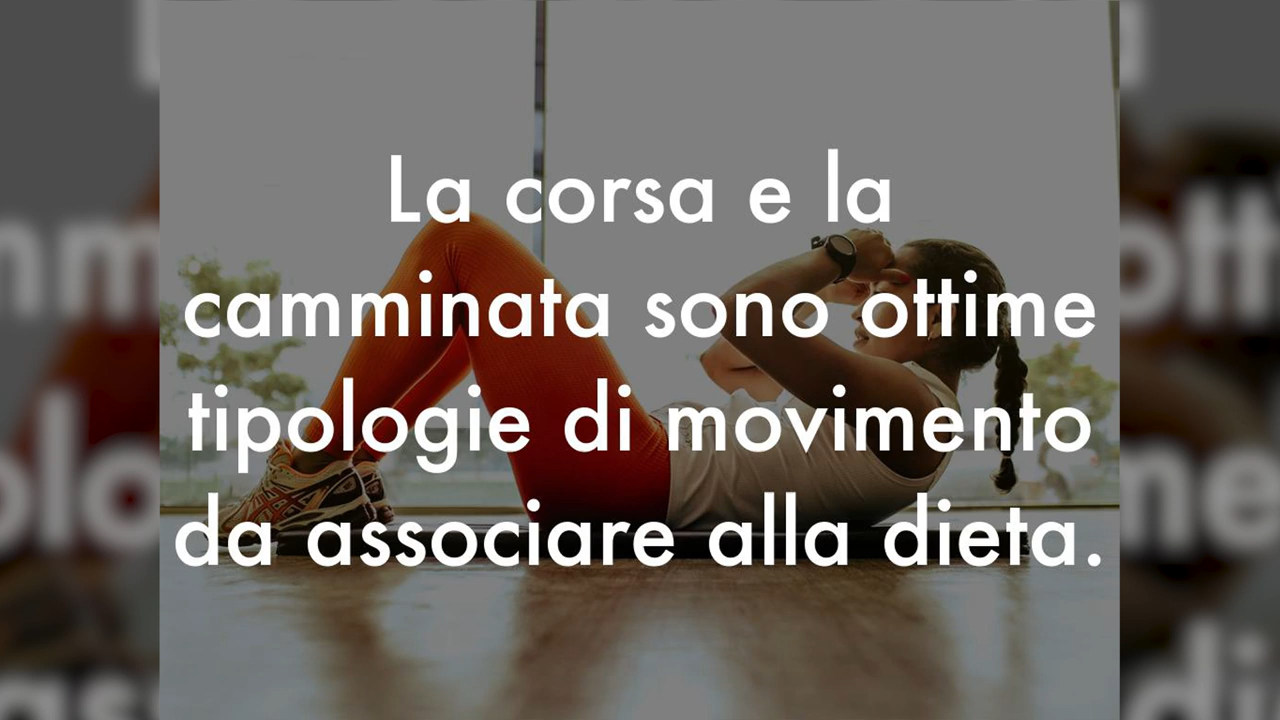 La corsa e la
camminata sono ottime
tipologie di movimento
da associare alla dieta.